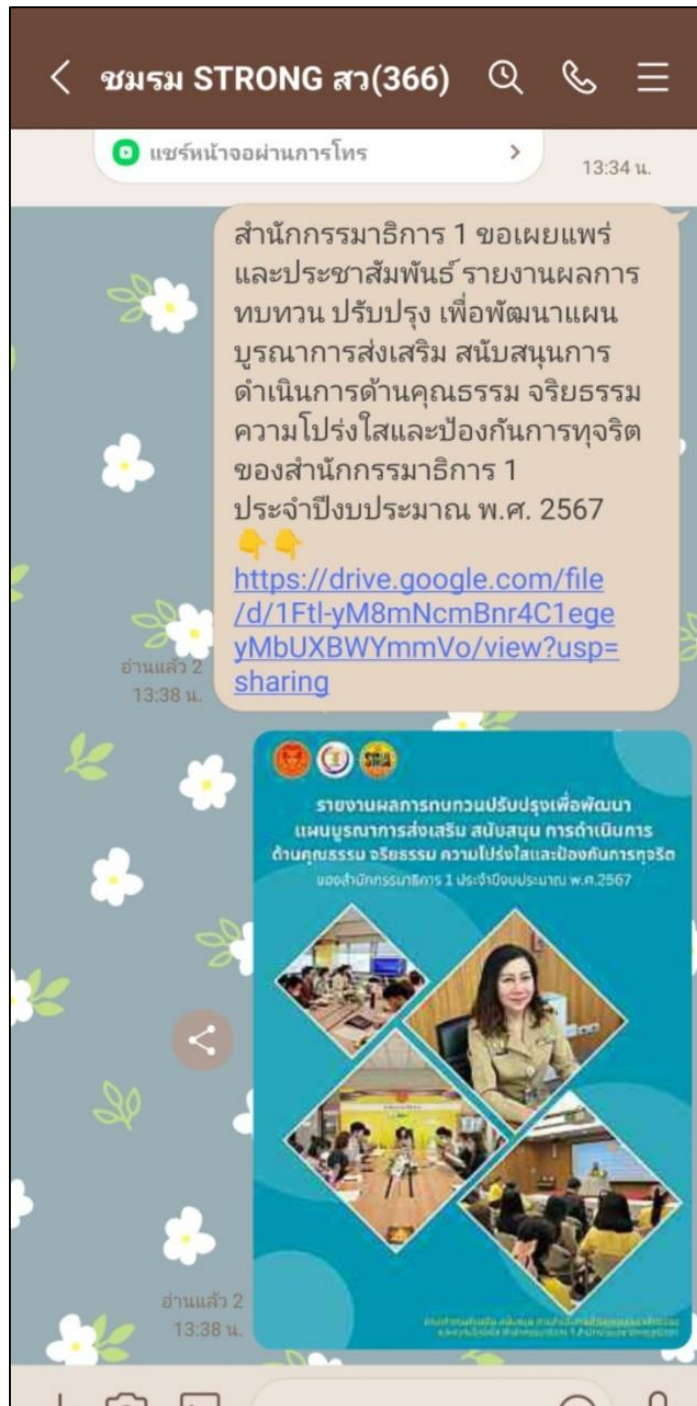 ชมรม STRONG สว(366)
แชร์หน้าจอผ่านการโทร
13:34 น.
สำนักกรรมาธิการ 1 ขอเผยแพร่
และประชาสัมพันธ์ รายงานผลการ
ทบทวน ปรับปรุง เพื่อพัฒนาแผน
บูรณาการส่งเสริม สนับสนุนการ
ดำเนินการด้านคุณธรรม จริยธรรม
ความโปร่งใสและป้องกันการทุจริต
ของสำนักกรรมาธิการ 1
ประจำปีงบประมาณ พ.ศ. 2567
👇👇
https://drive.google.com/file
/d/1Ftl-yM8mNcmBnr4C1ege
yMbUXBWYmmVo/view?usp=
sharing
อ่านแล้ว 2
13:38 น.
รายงานผลการทบทวนปรับปรุงเพื่อพัฒนา
แผนบูรณาการส่งเสริม สนับสนุน การดำเนินการ
ด้านคุณธรรม จริยธรรม ความโปร่งใสและป้องกันการทุจริต
ของสำนักกรรมาธิการ 1 ประจำปีงบประมาณ พ.ศ.2567
อ่านแล้ว 2
13:38 น.